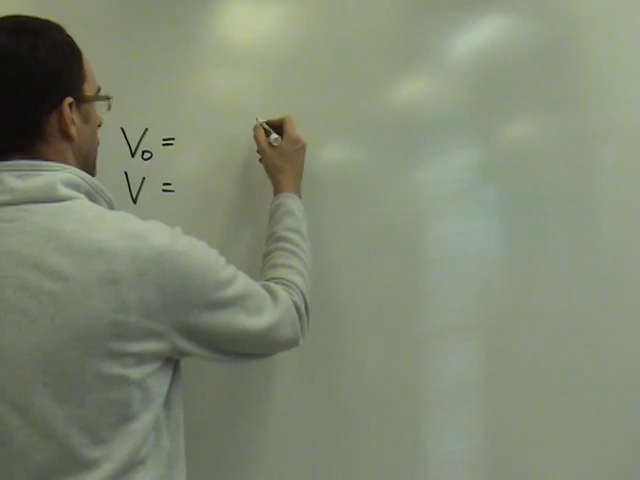 V₀ =
V =